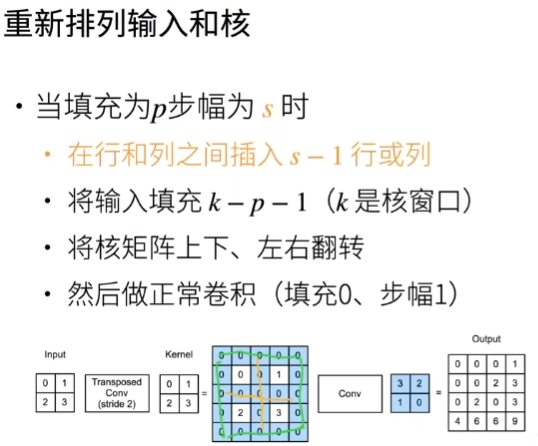 重新排列输入和核
• 当填充为p步幅为 s 时
• 在行和列之间插入 s − 1 行或列
• 将输入填充 k − p − 1（k 是核窗口）
• 将核矩阵上下、左右翻转
• 然后做正常卷积（填充0、步幅1）
Output
Input
Kernel
0 0 0 0 0
0 0 0 1
0 1
Transposed Conv (stride 2)
0 1
=
0 0 0 1 0
Conv
3 2
=
0 0 2 3
2 3
2 3
0 0 0 0 0
1 0
0 2 0 3
0 2 0 3 0
4 6 6 9
0 0 0 0 0